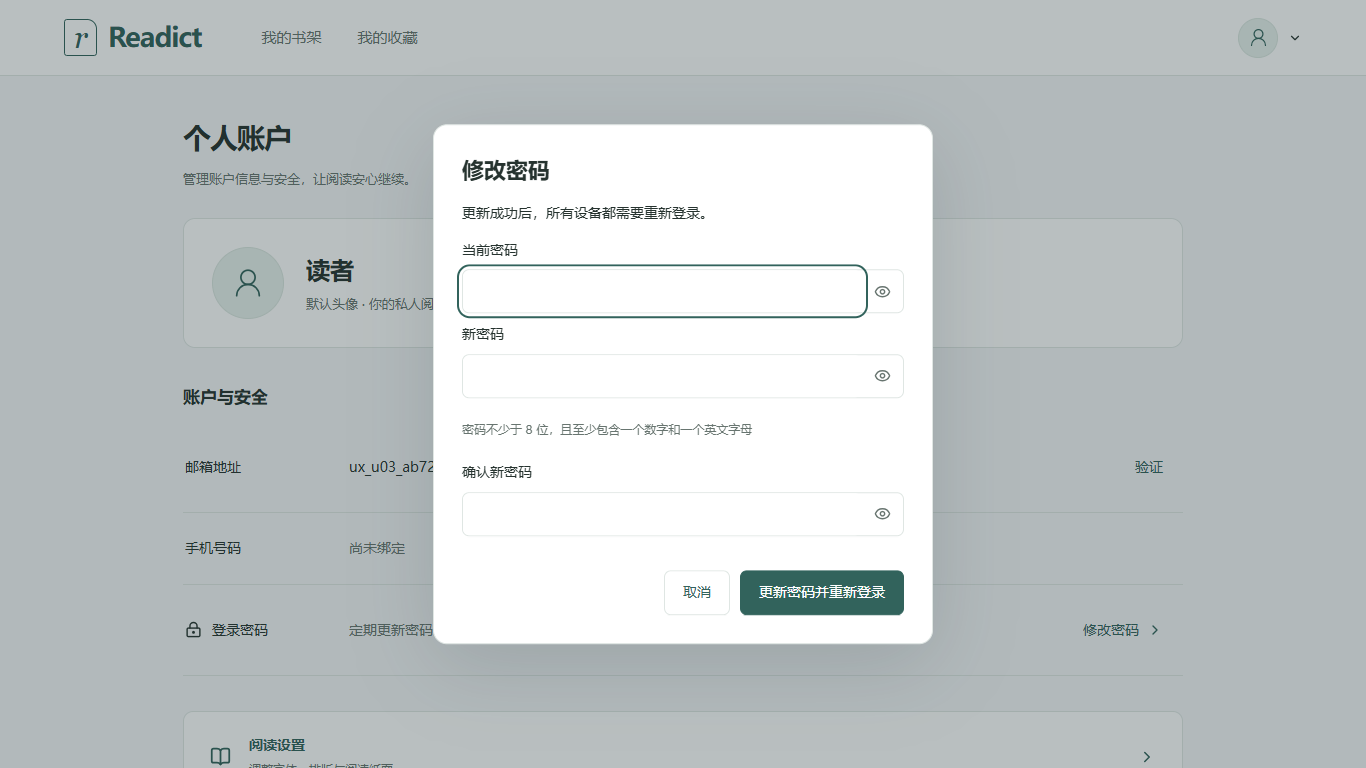 r Readict
我的书架
我的收藏
个人账户
管理账户信息与安全，让阅读安心继续。
读者
默认头像 · 你的私人阅
账户与安全
邮箱地址
ux_u03_ab72
验证
手机号码
尚未绑定
登录密码
定期更新密码
修改密码
阅读设置
修改密码
更新成功后，所有设备都需要重新登录。
当前密码
新密码
密码不少于 8 位，且至少包含一个数字和一个英文字母
确认新密码
取消
更新密码并重新登录